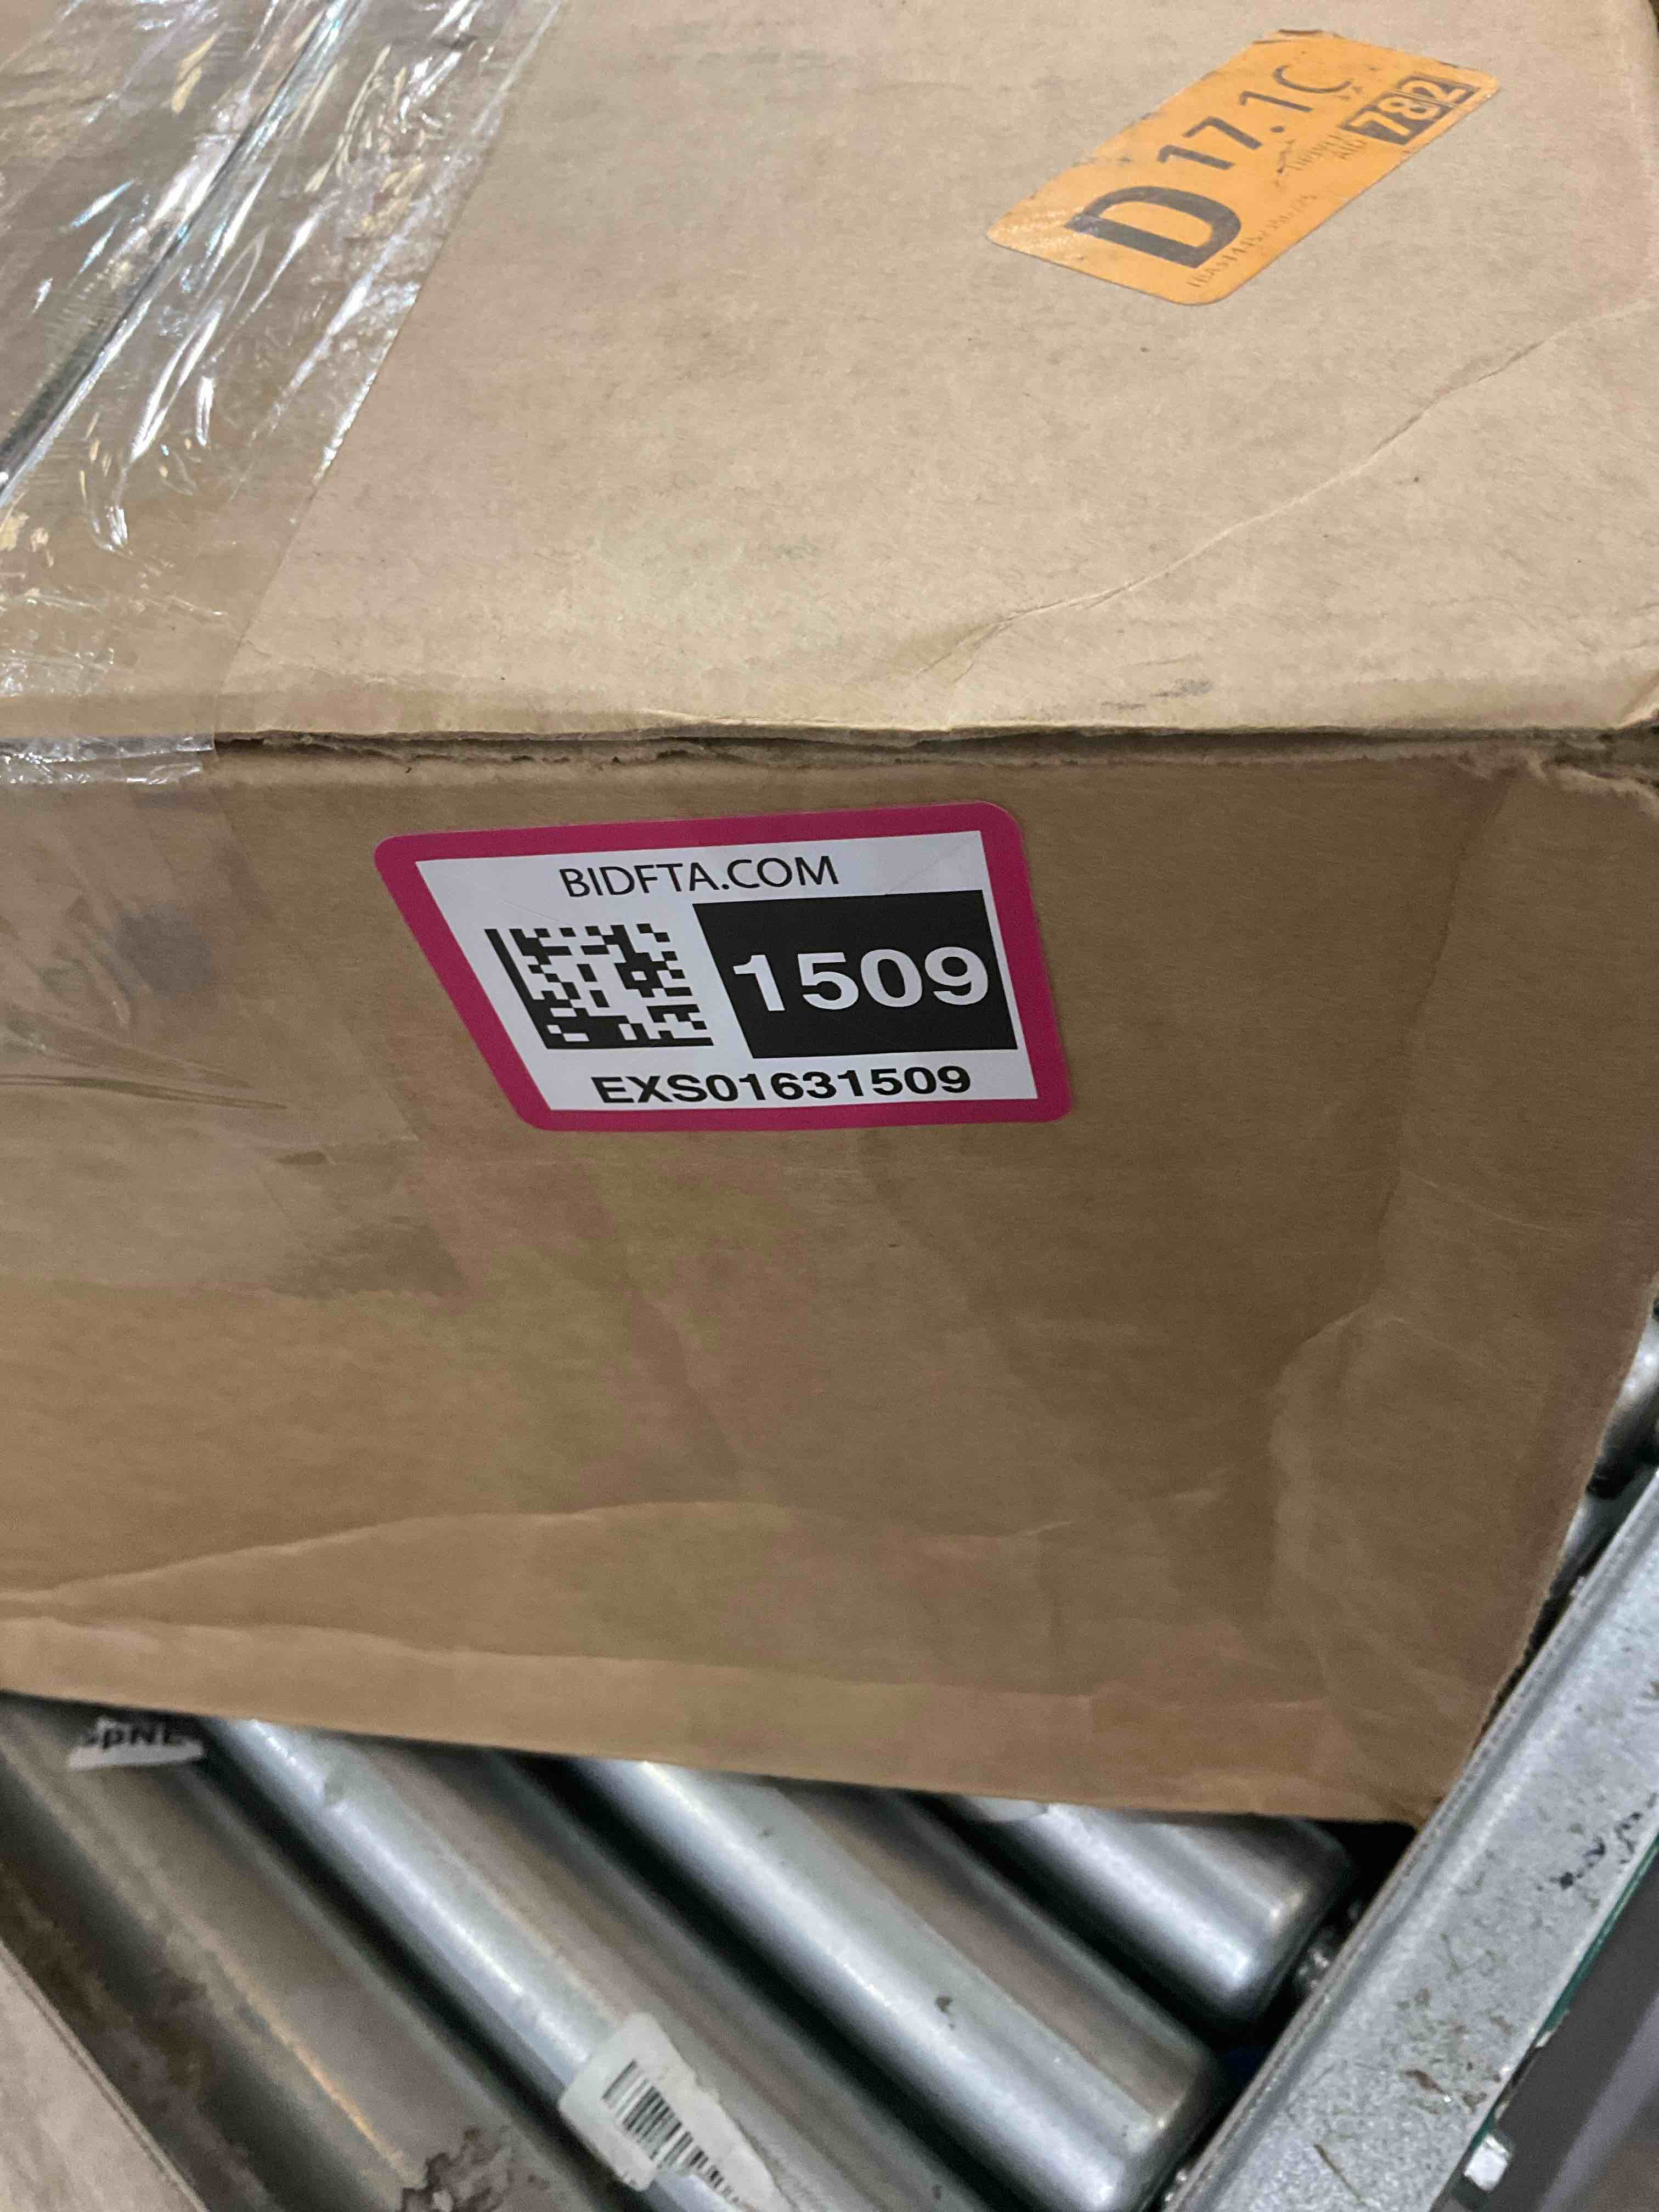 D 17.1C
782
BIDFTA.COM
1509
EXS01631509